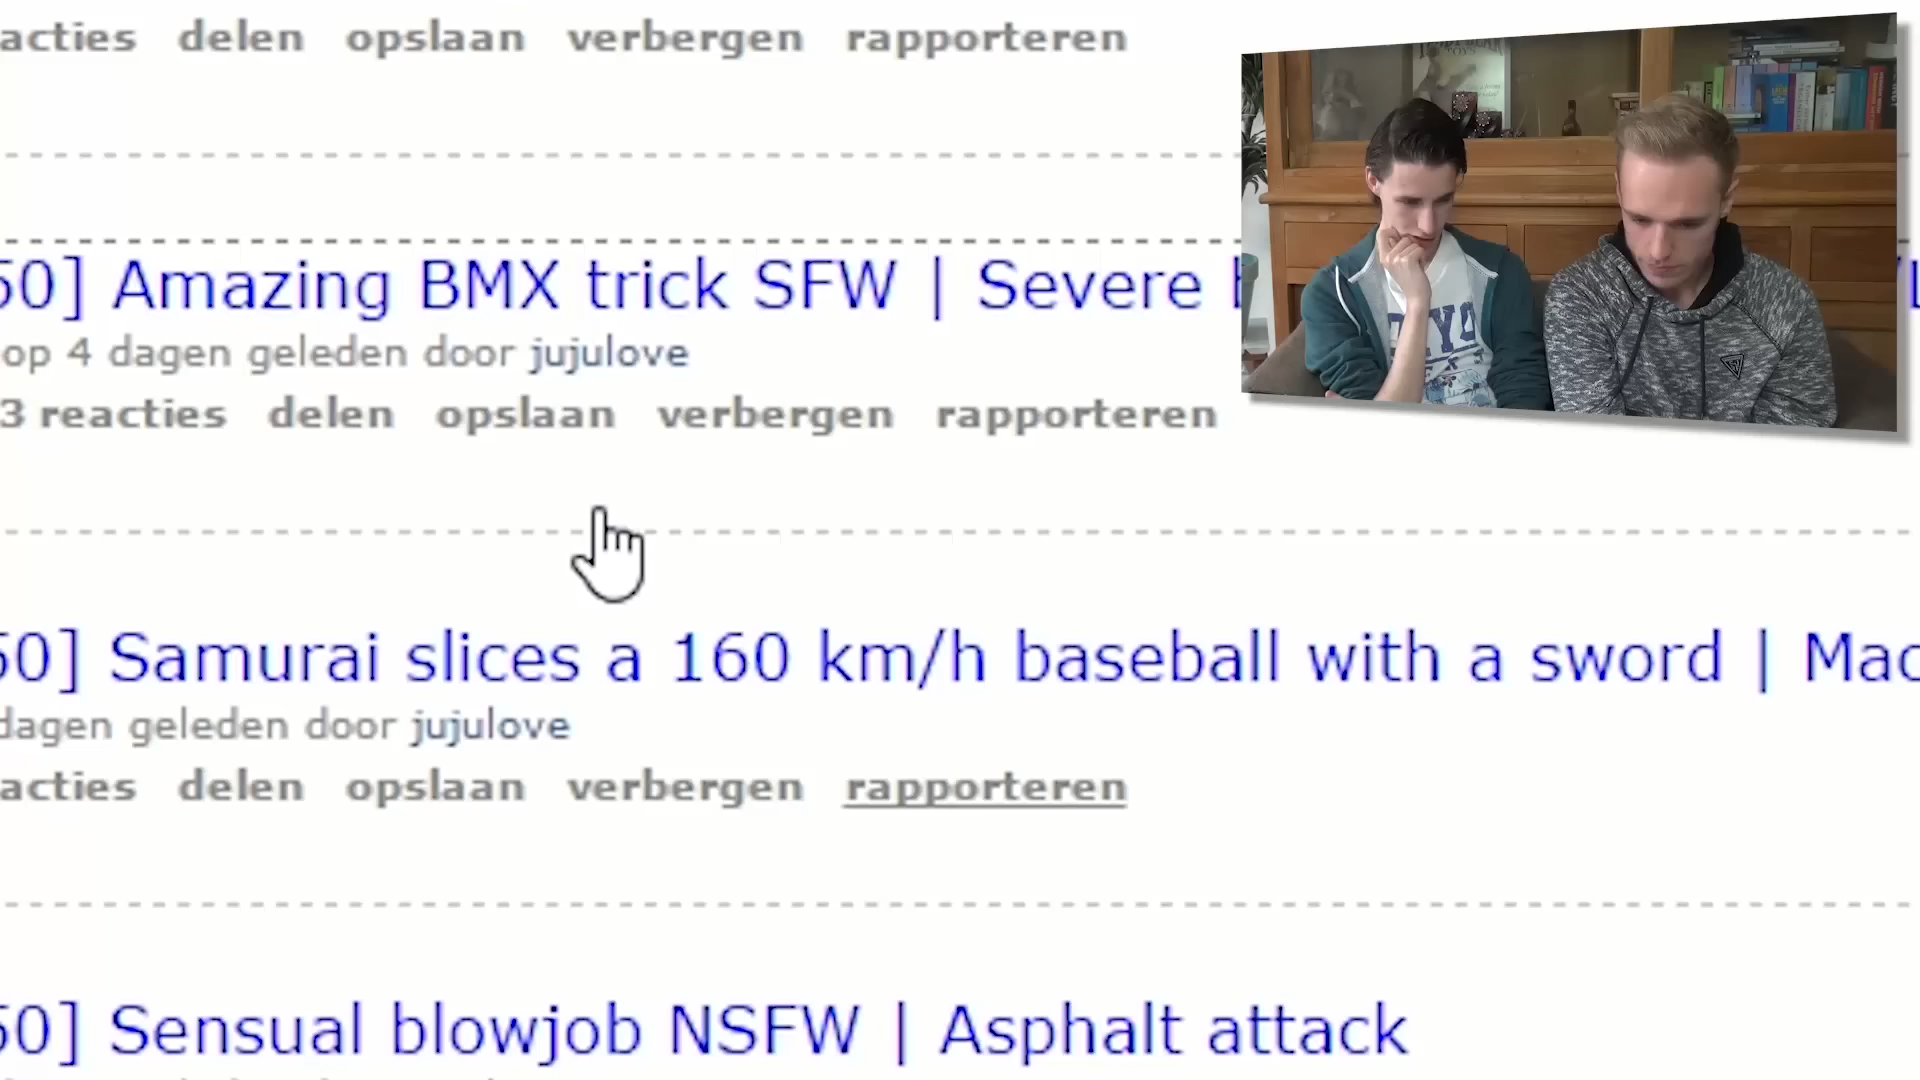 acties delen opslaan verbergen rapporteren
50] Amazing BMX trick SFW | Severe
op 4 dagen geleden door jujulove
3 reacties delen opslaan verbergen rapporteren
50] Samurai slices a 160 km/h baseball with a sword | Mac
dagen geleden door jujulove
acties delen opslaan verbergen rapporteren
50] Sensual blowjob NSFW | Asphalt attack